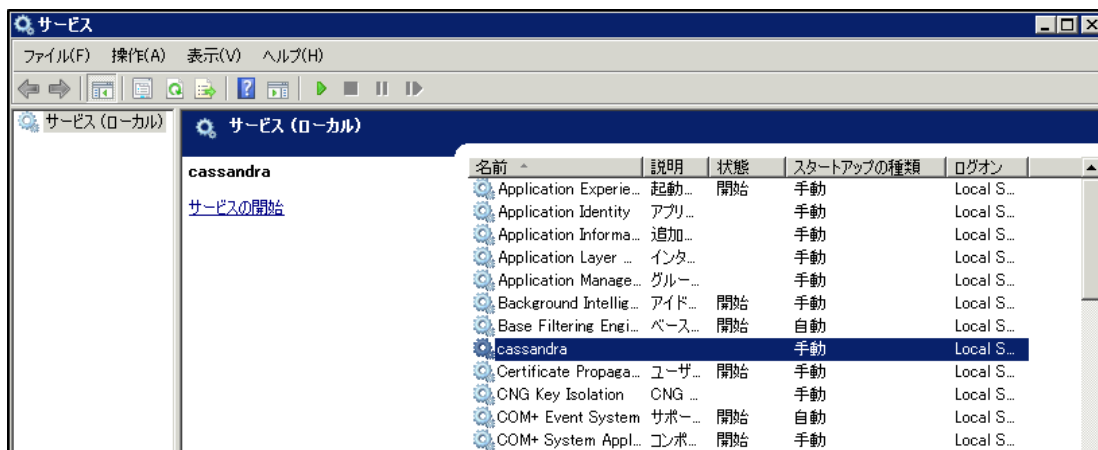 サービス
ファイル(F) 操作(A) 表示(V) ヘルプ(H)
サービス (ローカル)
サービス (ローカル)
cassandra
サービスの開始
名前 説明 状態 スタートアップの種類 ログオン
Application Experie... 起動... 開始 手動 Local S...
Application Identity アプリ... 手動 Local S...
Application Informa... 追加... 手動 Local S...
Application Layer ... インタ... 手動 Local S...
Application Manage... グルー... 手動 Local S...
Background Intellig... アイド... 開始 手動 Local S...
Base Filtering Engi... ベース... 開始 自動 Local S...
cassandra 手動 Local S...
Certificate Propaga... ユーザ... 開始 手動 Local S...
CNG Key Isolation CNG ... 手動 Local S...
COM+ Event System サポー... 開始 自動 Local S...
COM+ System Appl... コンポ... 開始 手動 Local S...